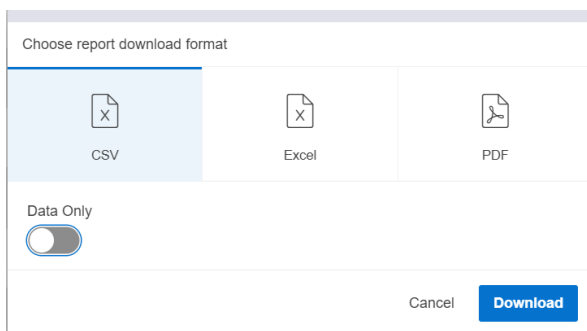 Choose report download format
CSV
Excel
PDF
Data Only
Cancel
Download